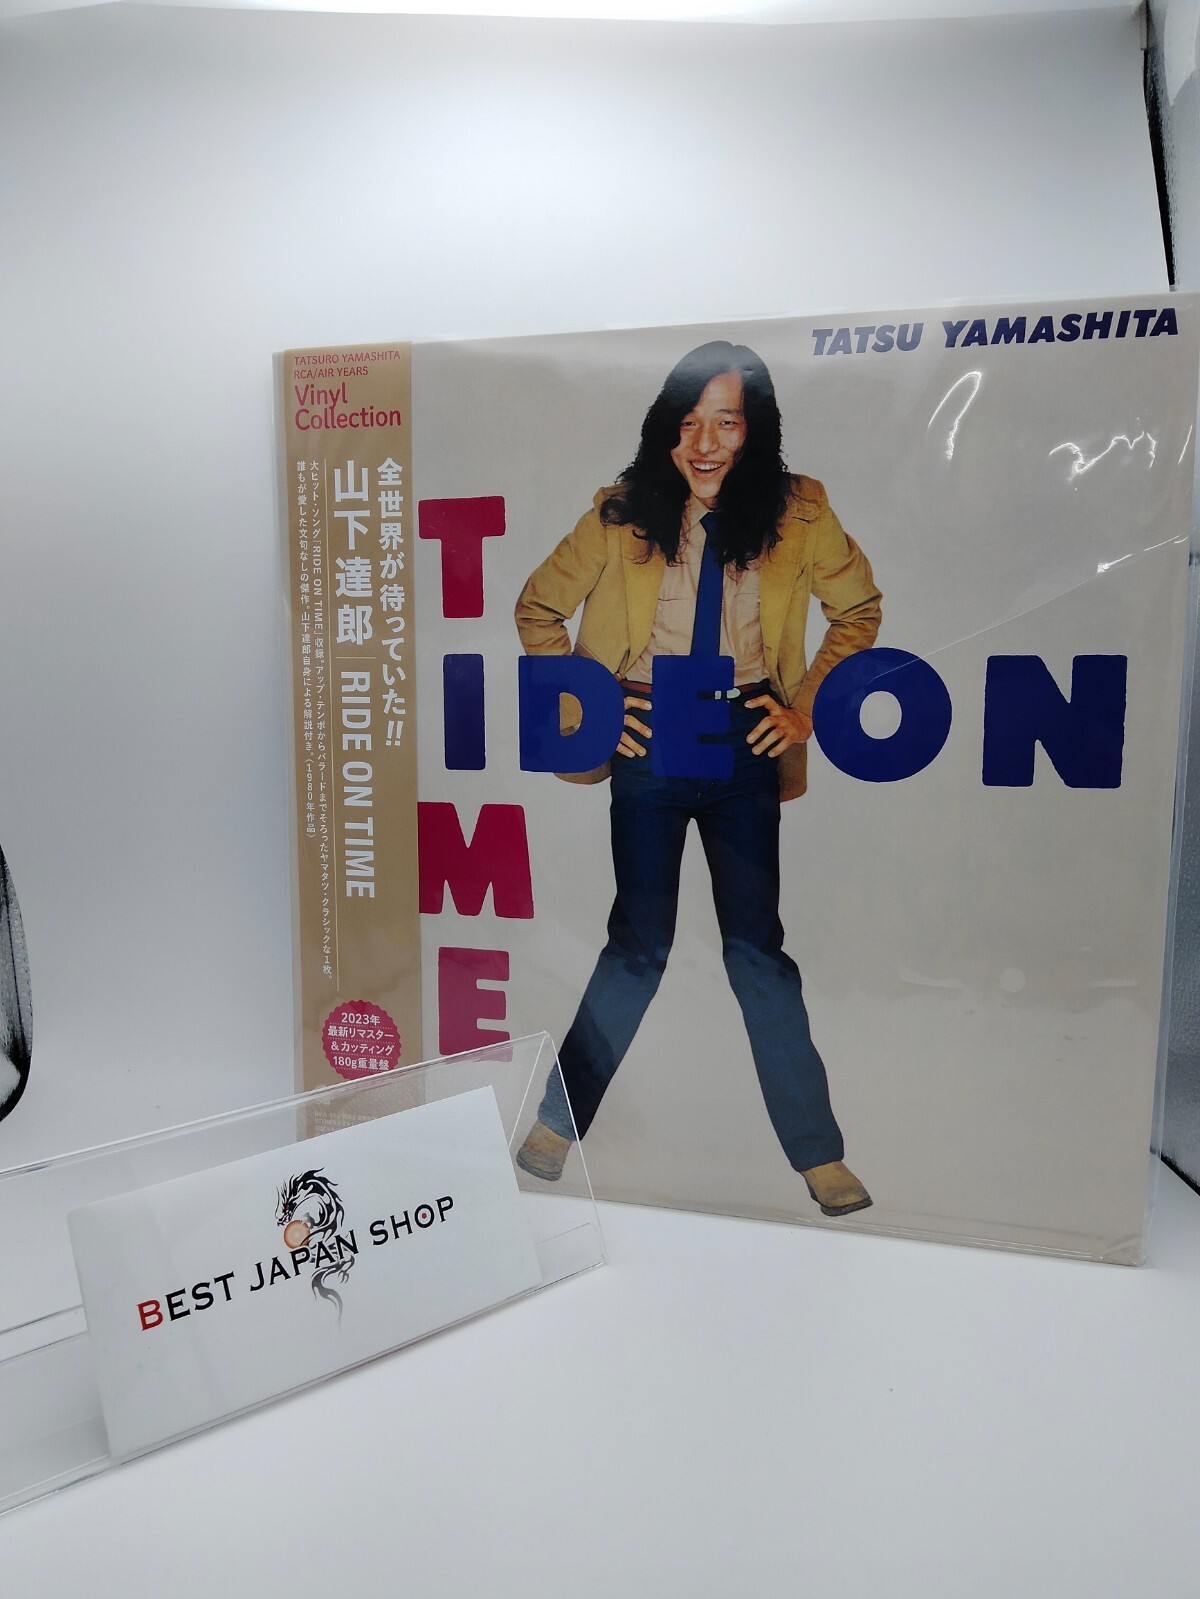 TATSU YAMASHITA
TATSURO YAMASHITA
RCA/AIR YEARS
Vinyl
Collection
全世界が待っていた!!
山下達郎 RIDE ON TIME
大ヒット・ソング「RIDE ON TIME」収録。アップ・テンポからバラードまでそろったヤマタツ・クラシックな1枚。
誰もが愛した文句なしの傑作。山下達郎自身による解説付き。(1980年作品)
2023年
最新リマスター
&カッティング
180g重量盤
TIME
IDE ON
BEST JAPAN SHOP